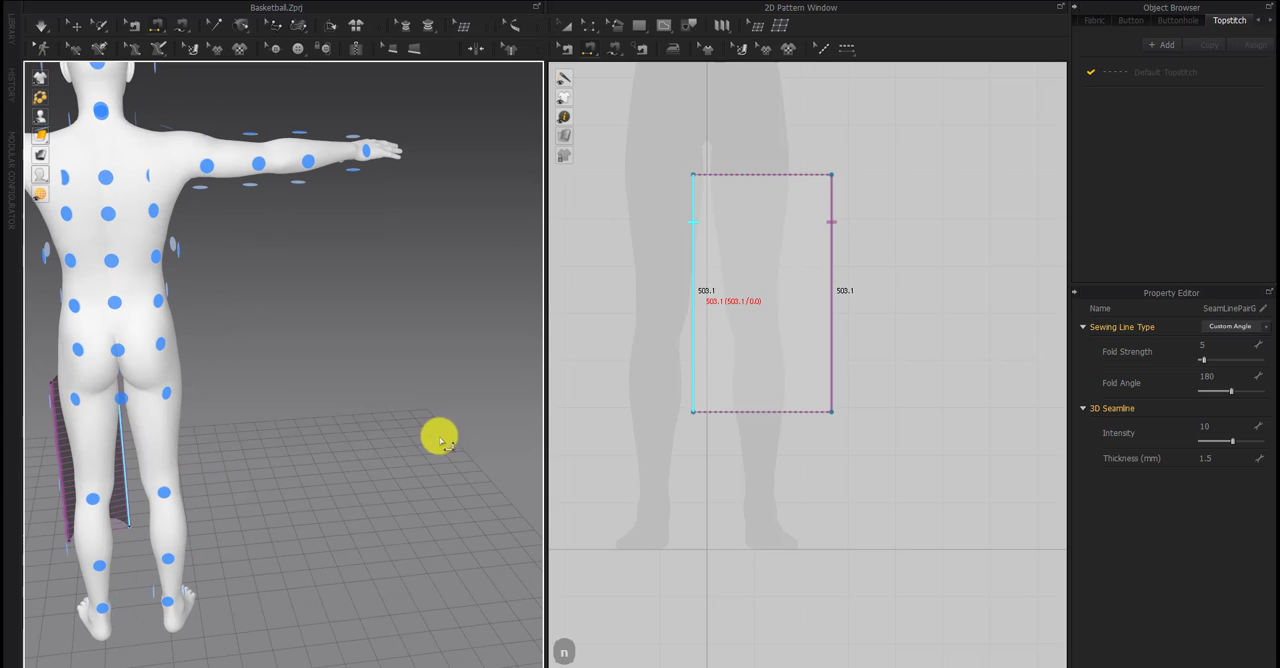 Basketball.Zprj
2D Pattern Window
Object Browser
LIBRARY
HISTORY
MODULAR CONFIGURATOR
Fabric
Button
Buttonhole
Topstitch
+ Add
Copy
Assign
Default Topstitch
503.1
503.1 (503.1/0.0)
503.1
Property Editor
Name
SeamLinePairG
Sewing Line Type
Custom Angle
Fold Strength
5
Fold Angle
180
3D Seamline
Intensity
10
Thickness (mm)
1.5
n